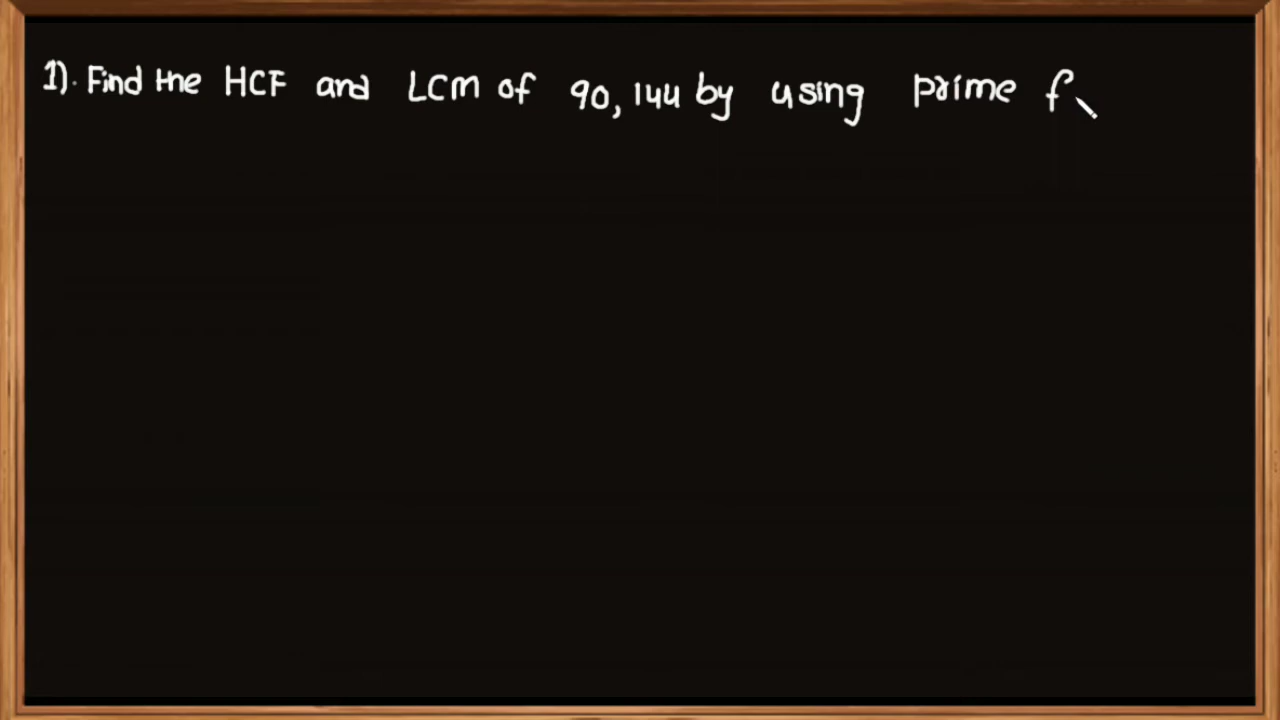 1). Find the HCF and LCM of 90, 144 by using prime f